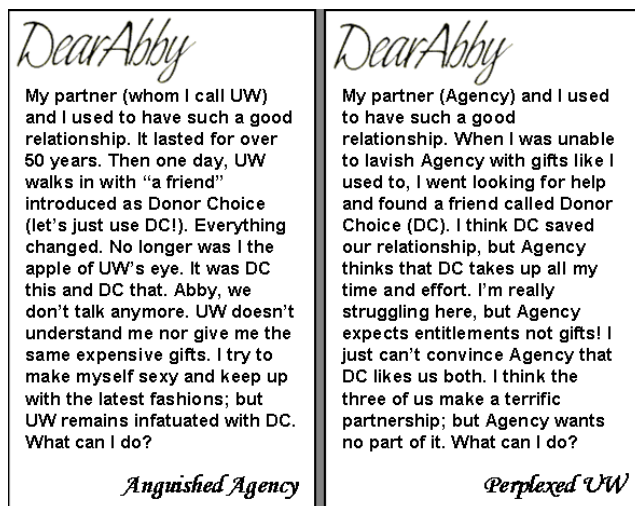 DearAbby
My partner (whom I call UW)
and I used to have such a good
relationship. It lasted for over
50 years. Then one day, UW
walks in with “a friend”
introduced as Donor Choice
(let’s just use DC!). Everything
changed. No longer was I the
apple of UW’s eye. It was DC
this and DC that. Abby, we
don’t talk anymore. UW doesn’t
understand me nor give me the
same expensive gifts. I try to
make myself sexy and keep up
with the latest fashions; but
UW remains infatuated with DC.
What can I do?
Anguished Agency
DearAbby
My partner (Agency) and I used
to have such a good
relationship. When I was unable
to lavish Agency with gifts like I
used to, I went looking for help
and found a friend called Donor
Choice (DC). I think DC saved
our relationship, but Agency
thinks that DC takes up all my
time and effort. I’m really
struggling here, but Agency
expects entitlements not gifts! I
just can’t convince Agency that
DC likes us both. I think the
three of us make a terrific
partnership; but Agency wants
no part of it. What can I do?
Perplexed UW